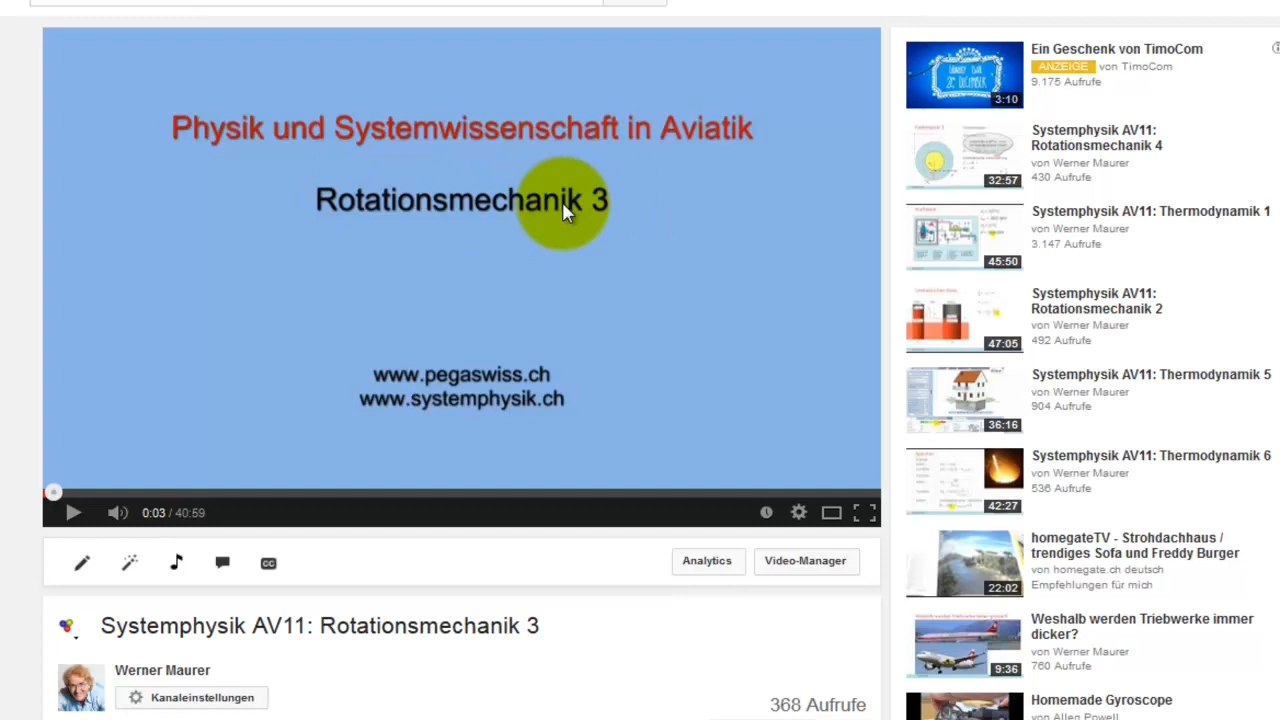 Physik und Systemwissenschaft in Aviatik
Rotationsmechanik 3
www.pegaswiss.ch
www.systemphysik.ch
0:03 / 40:59
Analytics
Video-Manager
Systemphysik AV11: Rotationsmechanik 3
Werner Maurer
Kanaleinstellungen
368 Aufrufe
3:10
Ein Geschenk von TimoCom
ANZEIGE von TimoCom
9.175 Aufrufe
32:57
Systemphysik AV11:
Rotationsmechanik 4
von Werner Maurer
430 Aufrufe
45:50
Systemphysik AV11: Thermodynamik 1
von Werner Maurer
3.147 Aufrufe
47:05
Systemphysik AV11:
Rotationsmechanik 2
von Werner Maurer
492 Aufrufe
36:16
Systemphysik AV11: Thermodynamik 5
von Werner Maurer
904 Aufrufe
42:27
Systemphysik AV11: Thermodynamik 6
von Werner Maurer
536 Aufrufe
22:02
homegateTV - Strohdachhaus /
trendiges Sofa und Freddy Burger
von homegate.ch deutsch
Empfehlungen für mich
9:36
Weshalb werden Triebwerke immer
dicker?
von Werner Maurer
760 Aufrufe
Homemade Gyroscope
von Allen Powell